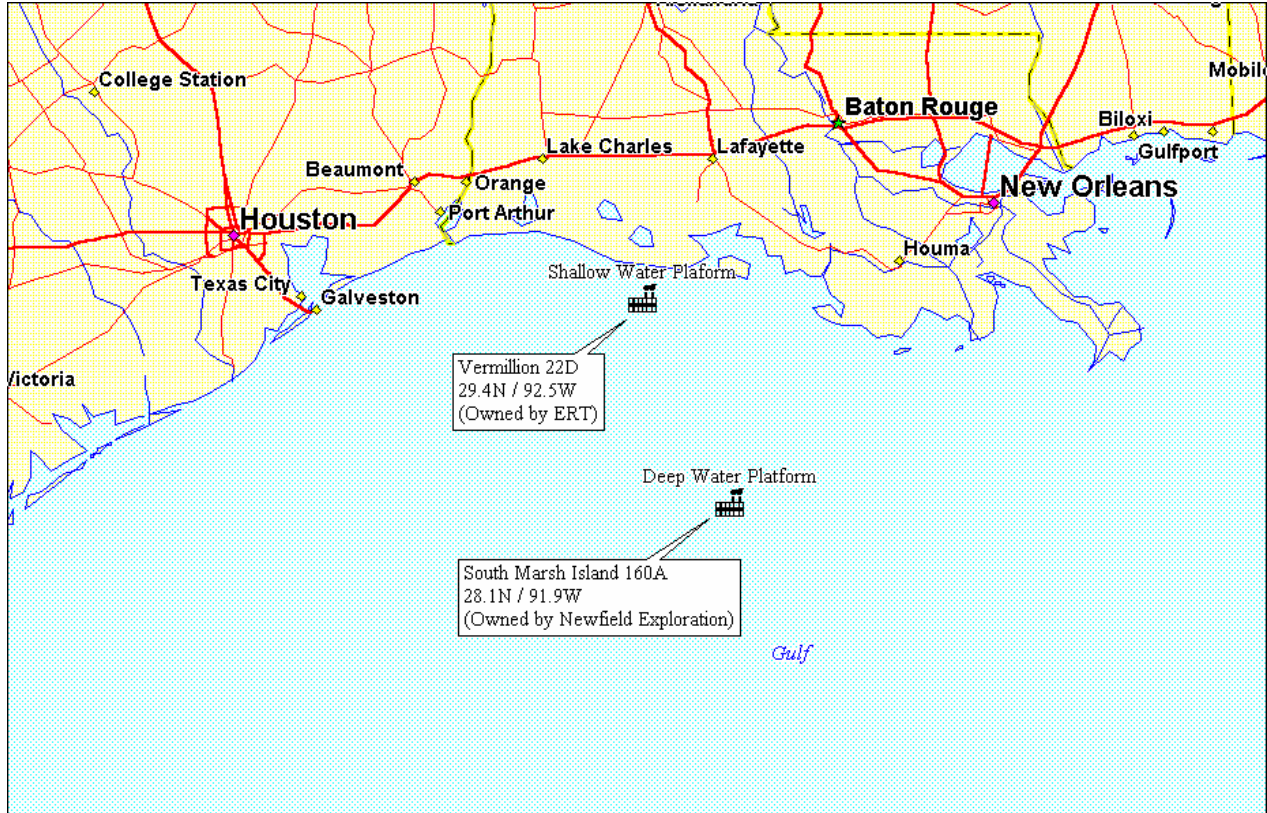 College Station
Mobile
Baton Rouge
Biloxi
Gulfport
Lake Charles
Lafayette
Beaumont
Orange
New Orleans
Port Arthur
Houston
Houma
Shallow Water Plaform
Texas City
Galveston
Vermillion 22D
29.4N / 92.5W
(Owned by ERT)
Victoria
Deep Water Platform
South Marsh Island 160A
28.1N / 91.9W
(Owned by Newfield Exploration)
Gulf